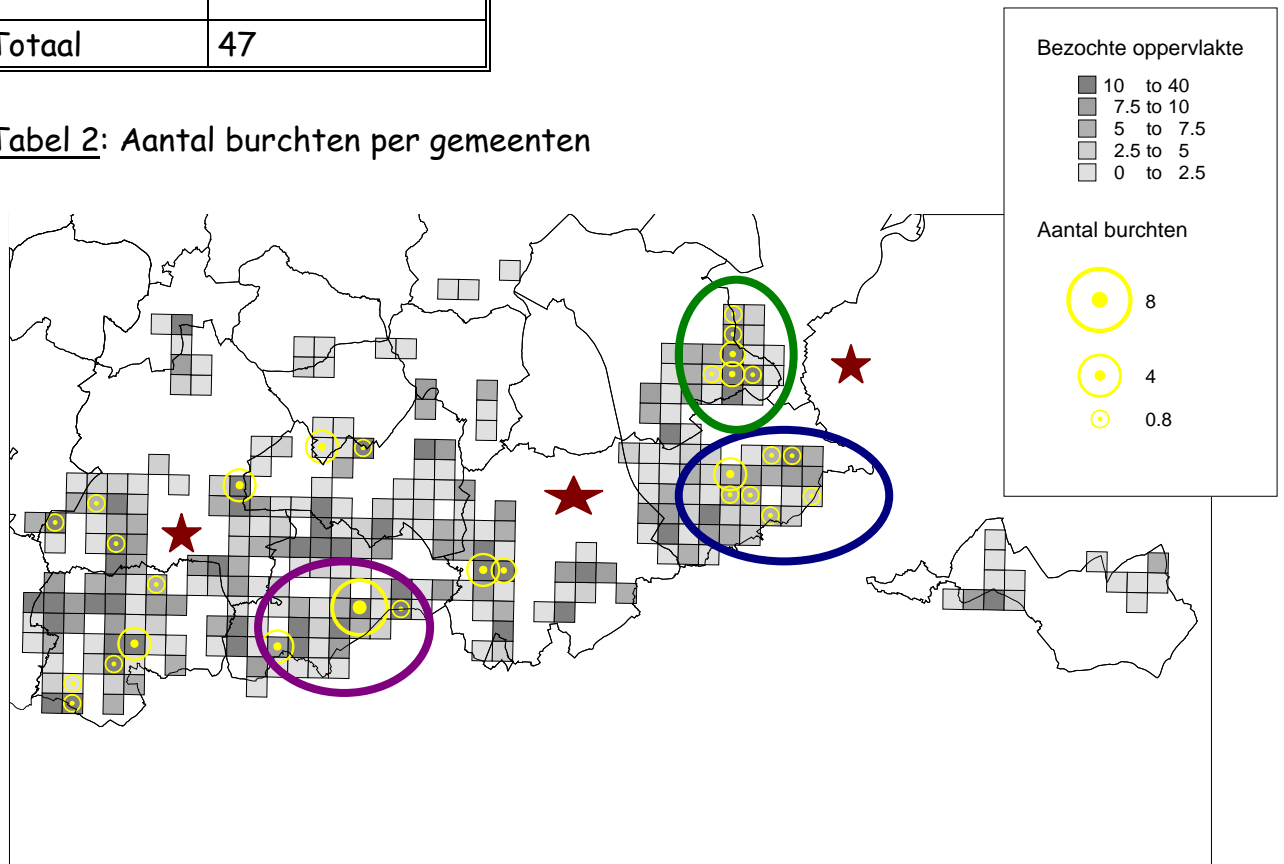 Totaal 47
Tabel 2: Aantal burchten per gemeenten
Bezochte oppervlakte
10 to 40
7.5 to 10
5 to 7.5
2.5 to 5
0 to 2.5
Aantal burchten
8
4
0.8